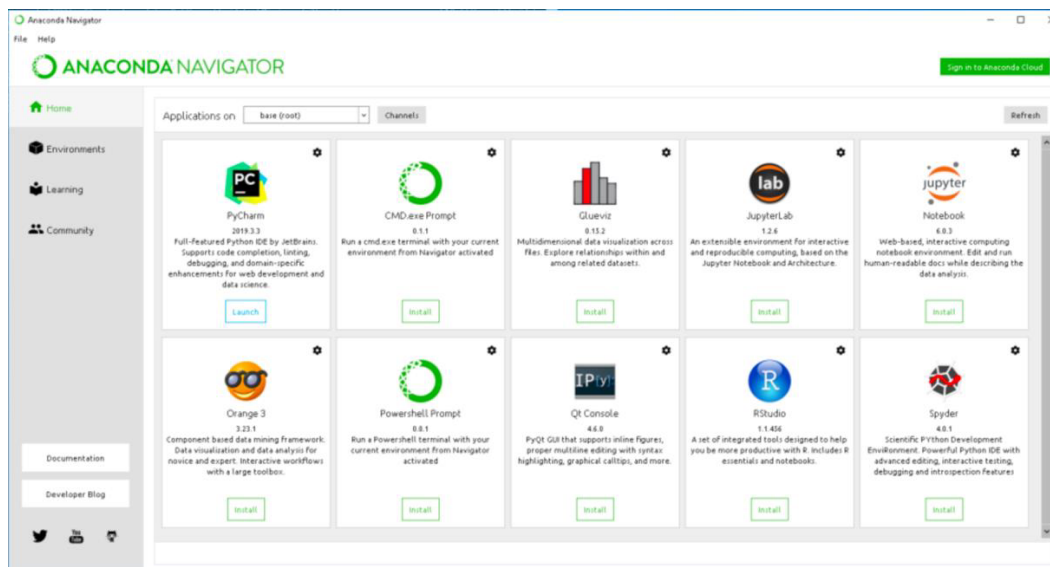 Anaconda Navigator
File Help
ANACONDA NAVIGATOR
Sign in to Anaconda Cloud
Home
Environments
Learning
Community
Documentation
Developer Blog
You
Tube
Applications on base (root) Channels
Refresh
PC
PyCharm
2019.3.3
Full-featured Python IDE by JetBrains.
Supports code completion, linting,
debugging, and domain-specific
enhancements for web development and
data science.
Launch
CMD.exe Prompt
0.1.1
Run a cmd.exe terminal with your current
environment from Navigator activated
Install
Glueviz
0.15.2
Multidimensional data visualization across
files. Explore relationships within and
among related datasets.
Install
lab
JupyterLab
1.2.6
An extensible environment for interactive
and reproducible computing, based on the
Jupyter Notebook and Architecture.
Install
jupyter
Notebook
6.0.3
Web-based, interactive computing
notebook environment. Edit and run
human-readable docs while describing the
data analysis.
Install
Orange 3
3.23.1
Component based data mining framework.
Data visualization and data analysis for
novice and expert. Interactive workflows
with a large toolbox.
Install
Powershell Prompt
0.0.1
Run a Powershell terminal with your
current environment from Navigator
activated
Install
IP[y]:
Qt Console
4.6.0
PyQt GUI that supports inline figures,
proper multiline editing with syntax
highlighting, graphical calltips, and more.
Install
R
RStudio
1.1.456
A set of integrated tools designed to help
you be more productive with R. Includes R
essentials and notebooks.
Install
Spyder
4.0.1
Scientific PYthon Development
EnviRonment. Powerful Python IDE with
advanced editing, interactive testing,
debugging and introspection features
Install